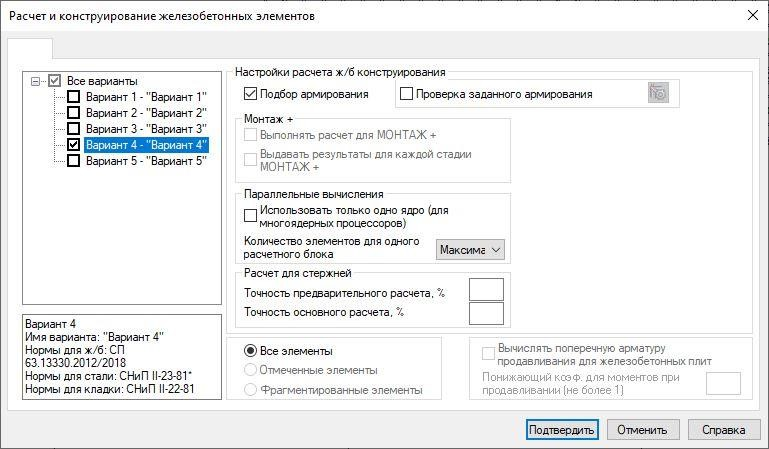 Расчет и конструирование железобетонных элементов
Все варианты
Вариант 1 - "Вариант 1"
Вариант 2 - "Вариант 2"
Вариант 3 - "Вариант 3"
Вариант 4 - "Вариант 4"
Вариант 5 - "Вариант 5"
Вариант 4
Имя варианта: "Вариант 4"
Нормы для ж/б: СП
63.13330.2012/2018
Нормы для стали: СНиП II-23-81*
Нормы для кладки: СНиП II-22-81
Настройки расчета ж/б конструирования
Подбор армирования
Проверка заданного армирования
Монтаж +
Выполнять расчет для МОНТАЖ +
Выдавать результаты для каждой стадии
МОНТАЖ +
Параллельные вычисления
Использовать только одно ядро (для
многоядерных процессоров)
Количество элементов для одного
расчетного блока
Максима
Расчет для стержней
Точность предварительного расчета, %
Точность основного расчета, %
Все элементы
Отмеченные элементы
Фрагментированные элементы
Вычислять поперечную арматуру
продавливания для железобетонных плит
Понижающий коэф. для моментов при
продавливании (не более 1)
Подтвердить
Отменить
Справка